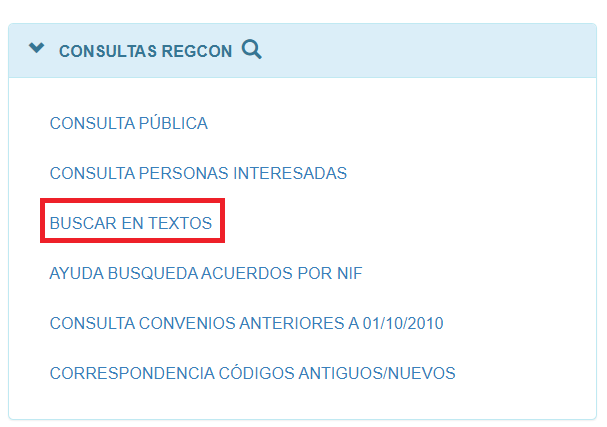 CONSULTAS REGCON
CONSULTA PÚBLICA
CONSULTA PERSONAS INTERESADAS
BUSCAR EN TEXTOS
AYUDA BUSQUEDA ACUERDOS POR NIF
CONSULTA CONVENIOS ANTERIORES A 01/10/2010
CORRESPONDENCIA CÓDIGOS ANTIGUOS/NUEVOS